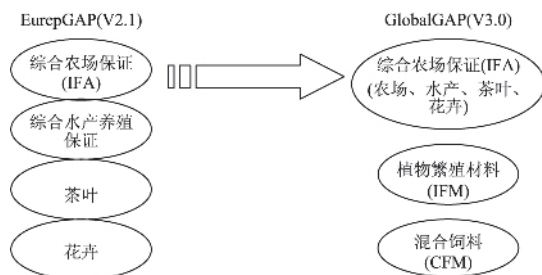 EurepGAP(V2.1)
综合农场保证
(IFA)
综合水产养殖
保证
茶叶
花卉
GlobalGAP(V3.0)
综合农场保证(IFA)
(农场、水产、茶叶、
花卉)
植物繁殖材料
(IFM)
混合饲料
(CFM)